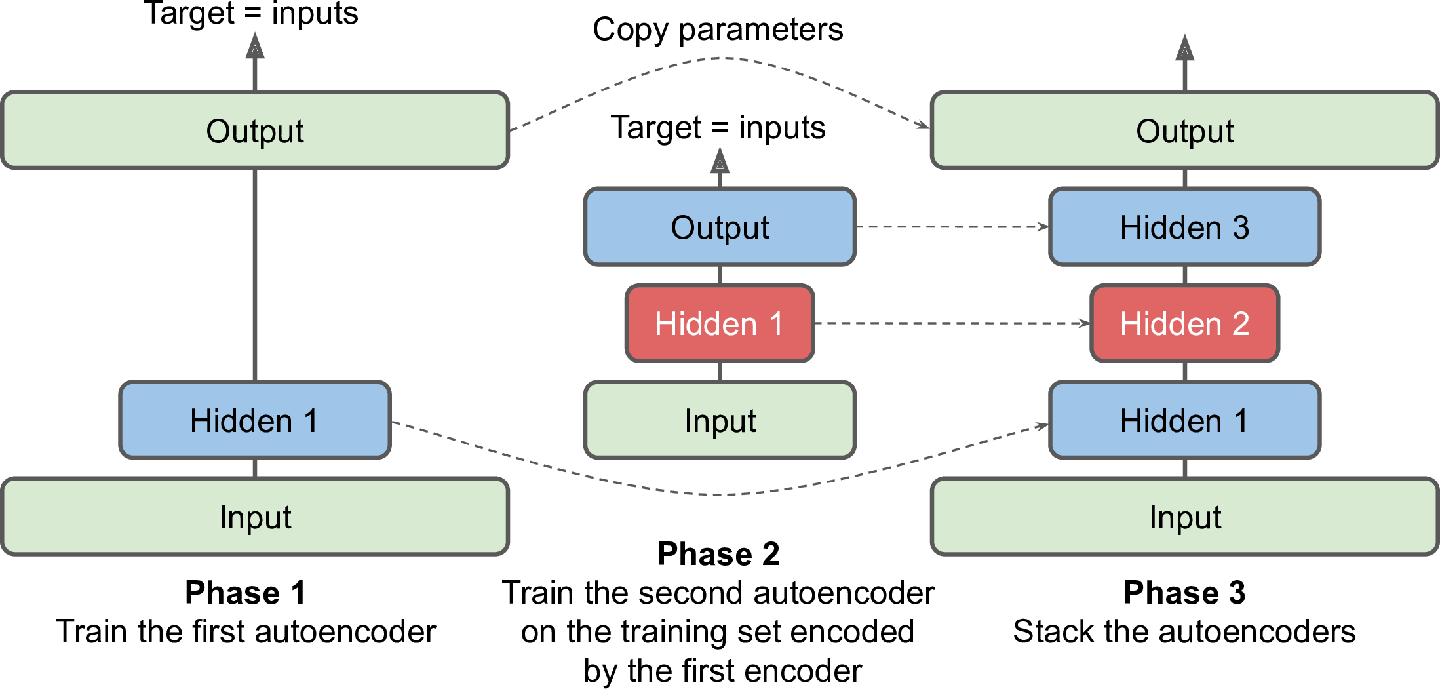 Target = inputs
Output
Hidden 1
Input
Phase 1
Train the first autoencoder
Copy parameters
Target = inputs
Output
Hidden 1
Input
Phase 2
Train the second autoencoder
on the training set encoded
by the first encoder
Output
Hidden 3
Hidden 2
Hidden 1
Input
Phase 3
Stack the autoencoders